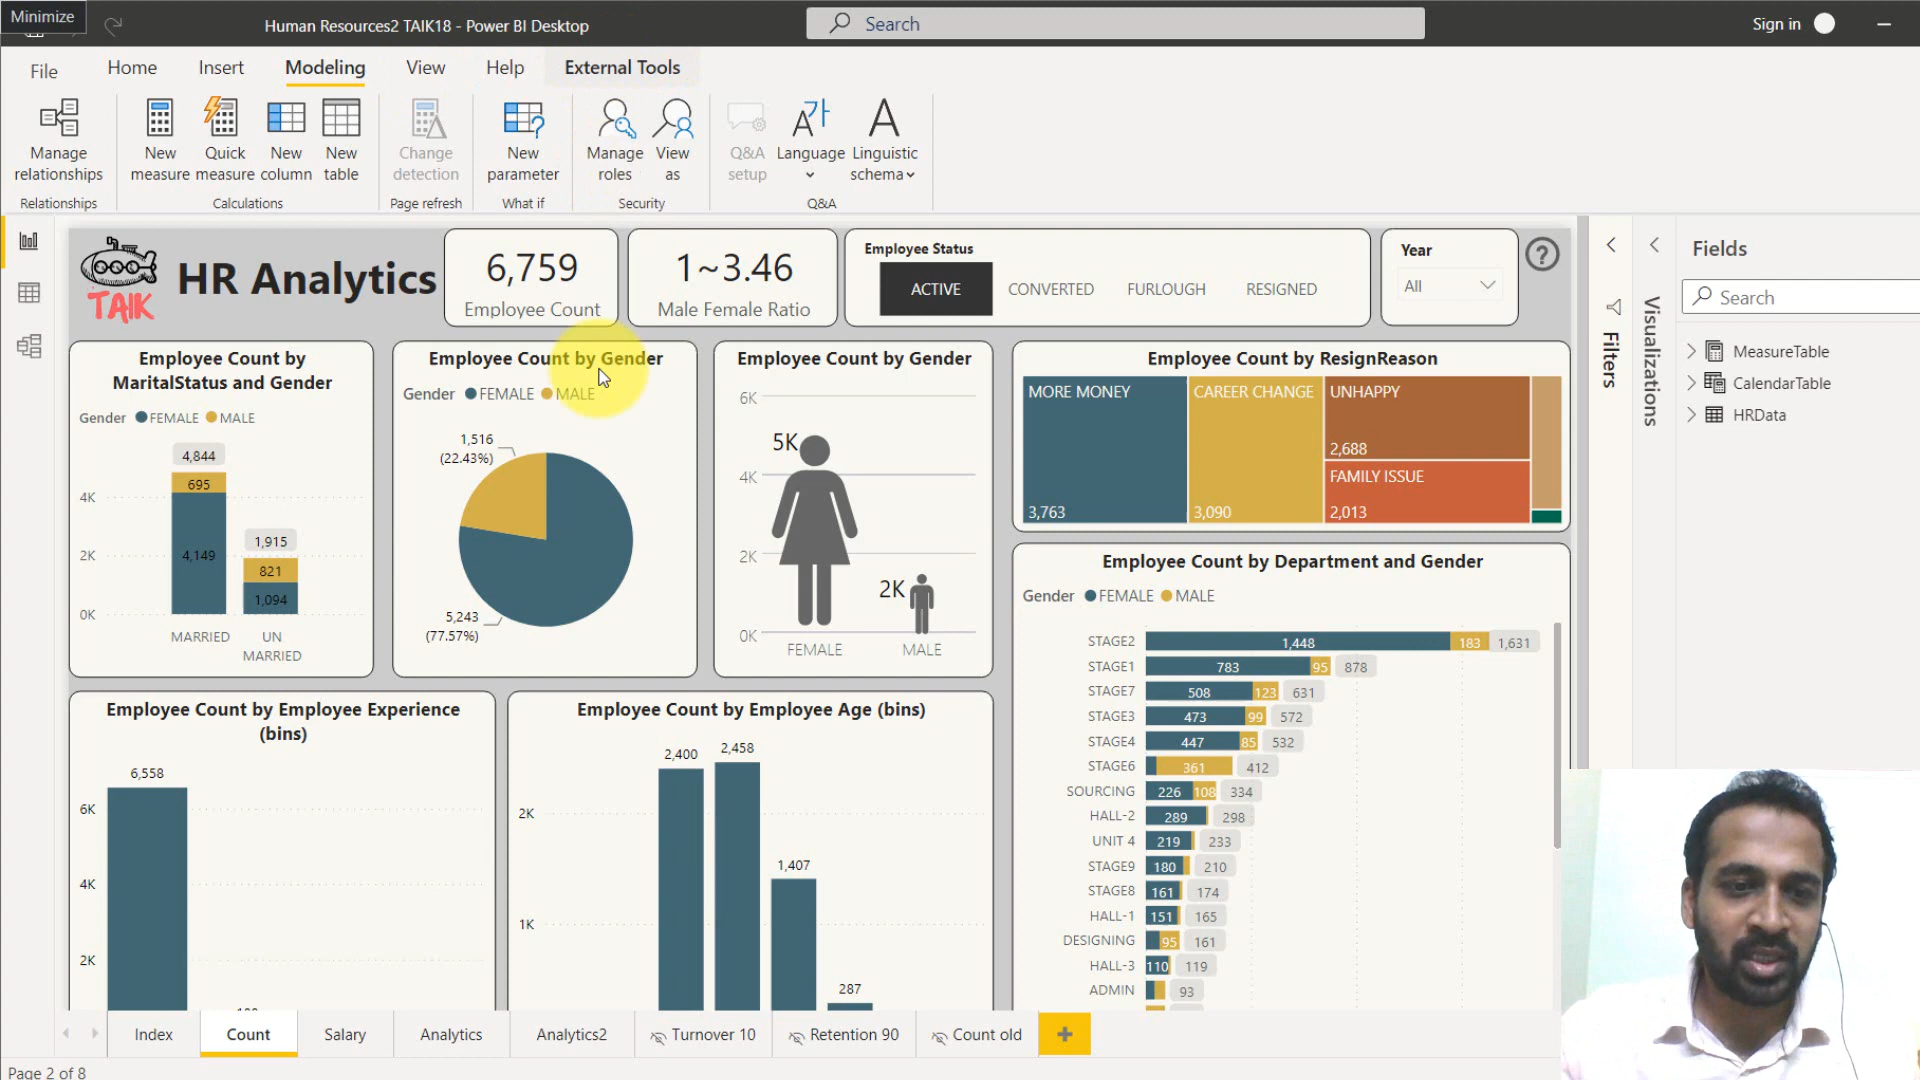 Minimize
Human Resources2 TAIK18 - Power BI Desktop
Search
Sign in
File
Home
Insert
Modeling
View
Help
External Tools
Manage
relationships
New
measure
Quick
measure
New
column
New
table
Change
detection
New
parameter
Manage
roles
View
as
Q&A
setup
Language
Linguistic
schema
Relationships
Calculations
Page refresh
What if
Security
Q&A
TAIK
HR Analytics
6,759
Employee Count
1~3.46
Male Female Ratio
Employee Status
ACTIVE
CONVERTED
FURLOUGH
RESIGNED
Year
All
?
Filters
Visualizations
Fields
Search
MeasureTable
CalendarTable
HRData
Employee Count by
MaritalStatus and Gender
Gender FEMALE MALE
4,844
695
4K
1,915
4,149
2K
821
1,094
0K
MARRIED
UN
MARRIED
Employee Count by Gender
Gender FEMALE MALE
1,516
(22.43%)
5,243
(77.57%)
Employee Count by Gender
6K
5K
4K
2K
2K
0K
FEMALE
MALE
Employee Count by ResignReason
MORE MONEY
3,763
CAREER CHANGE
3,090
UNHAPPY
2,688
FAMILY ISSUE
2,013
Employee Count by Department and Gender
Gender FEMALE MALE
STAGE2 1,448 183 1,631
STAGE1 783 95 878
STAGE7 508 123 631
STAGE3 473 99 572
STAGE4 447 85 532
STAGE6 361 412
SOURCING 226 108 334
HALL-2 289 298
UNIT 4 219 233
STAGE9 180 210
STAGE8 161 174
HALL-1 151 165
DESIGNING 95 161
HALL-3 110 119
ADMIN 93
Employee Count by Employee Experience
(bins)
6,558
6K
4K
2K
Employee Count by Employee Age (bins)
2,400
2,458
2K
1,407
1K
287
Index
Count
Salary
Analytics
Analytics2
Turnover 10
Retention 90
Count old
Page 2 of 8